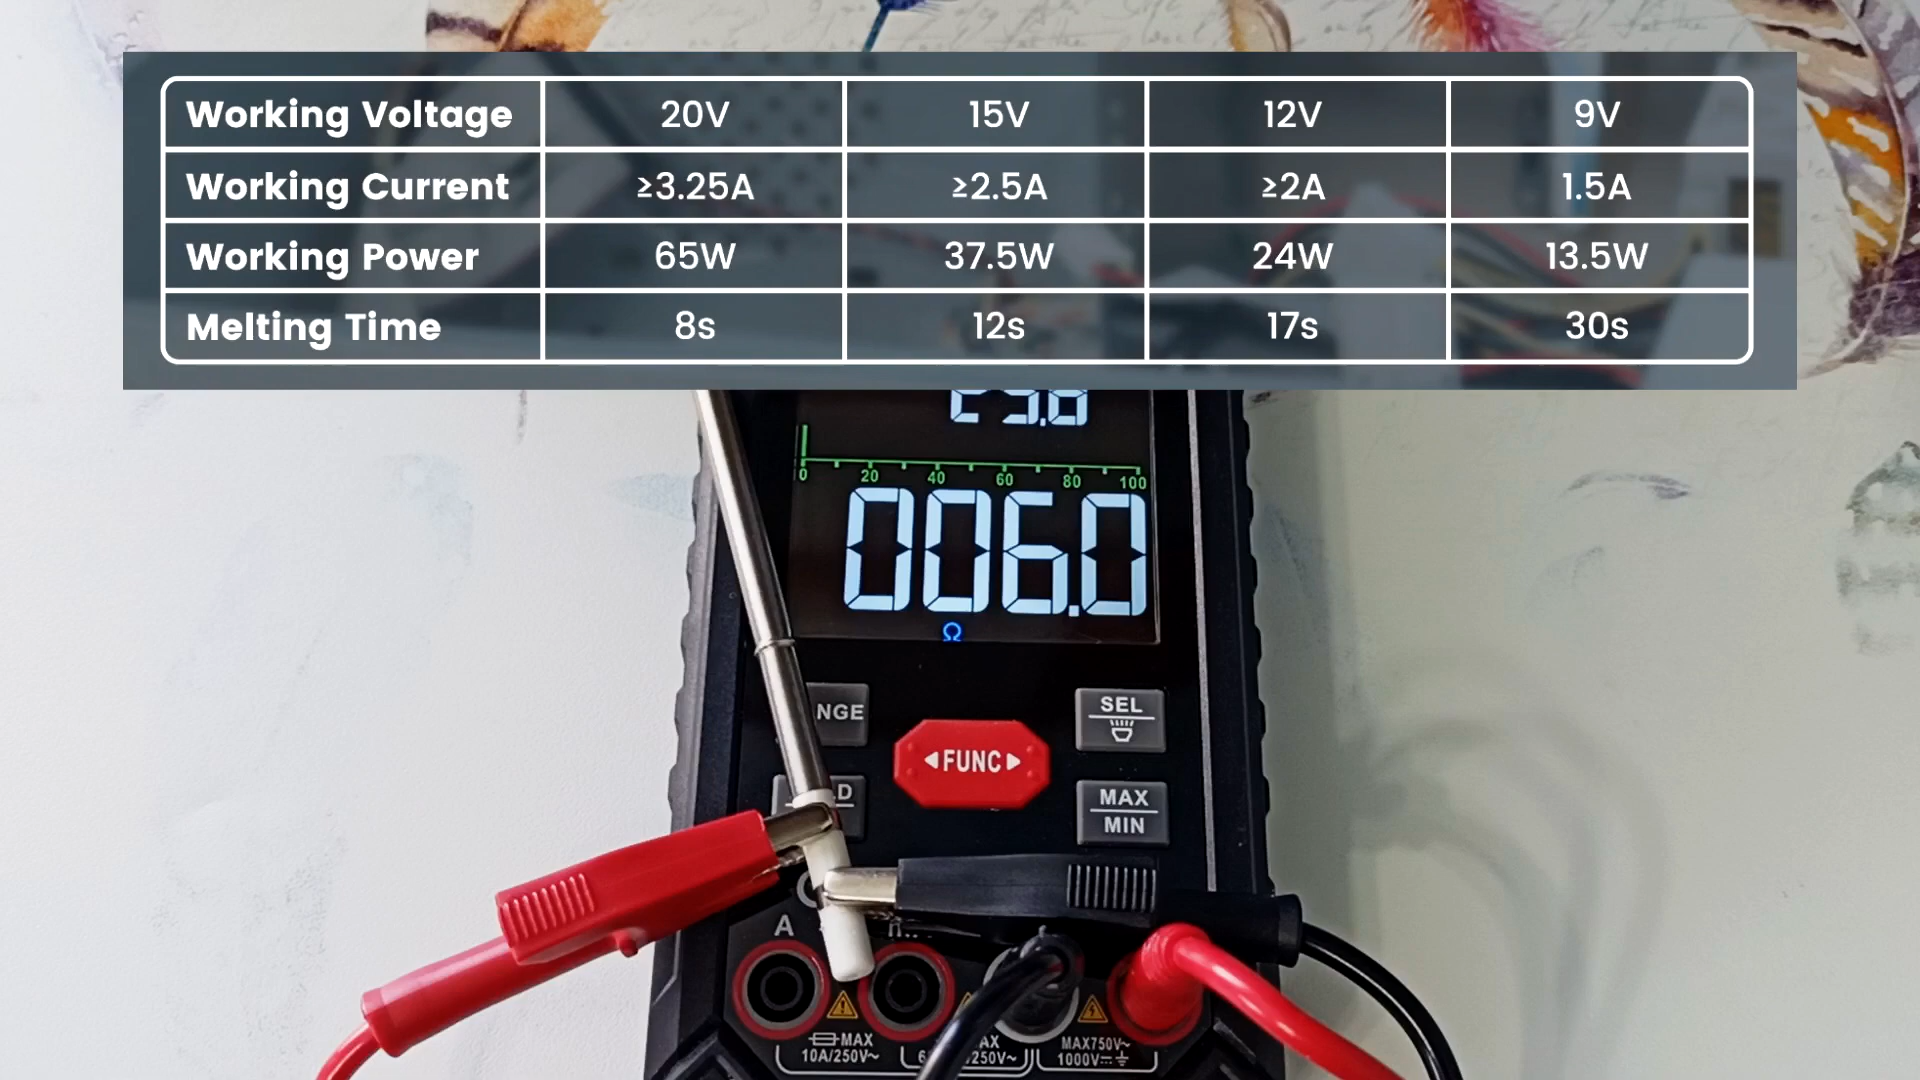 Working Voltage 20V 15V 12V 9V
Working Current ≥3.25A ≥2.5A ≥2A 1.5A
Working Power 65W 37.5W 24W 13.5W
Melting Time 8s 12s 17s 30s
0 20 40 60 80 100
006.0
Ω
NGE
SEL
FUNC
MAX
MIN
A
MAX
10A/250V~
250V~
MAX750V~
1000V